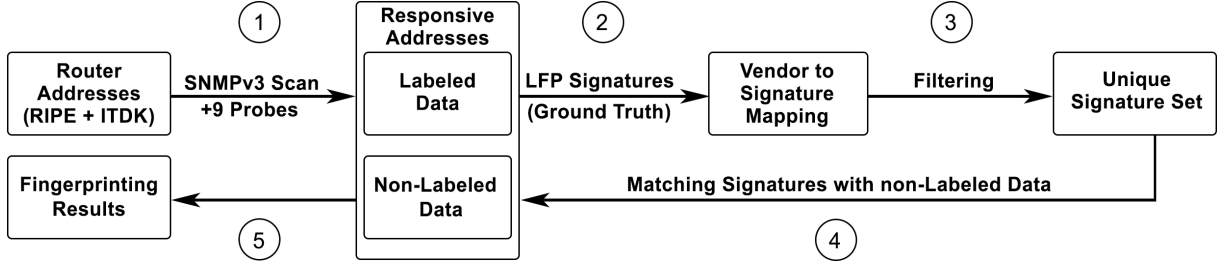 1
2
3
Responsive
Addresses
Router
Addresses
(RIPE + ITDK)
SNMPv3 Scan
+9 Probes
Labeled
Data
LFP Signatures
(Ground Truth)
Vendor to
Signature
Mapping
Filtering
Unique
Signature Set
Fingerprinting
Results
Non-Labeled
Data
Matching Signatures with non-Labeled Data
5
4